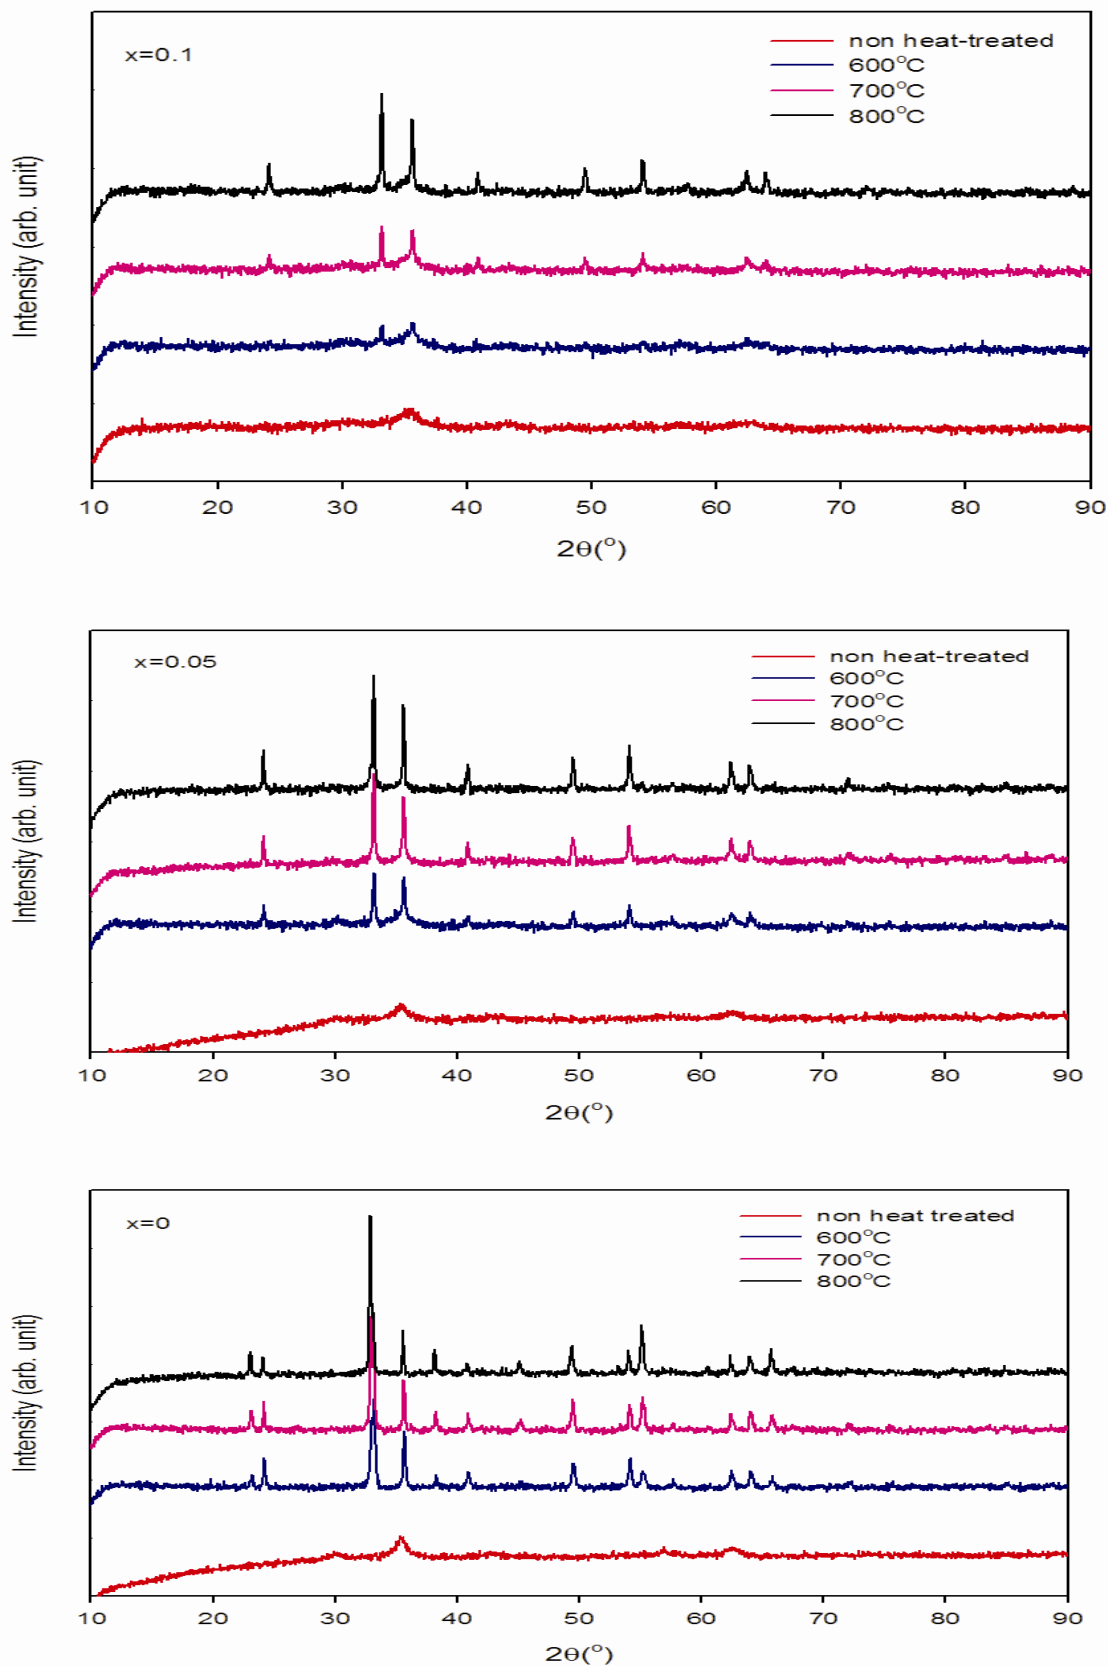 x=0.1
non heat-treated
600°C
700°C
800°C
Intensity (arb. unit)
10 20 30 40 50 60 70 80 90
2θ(°)
x=0.05
non heat-treated
600°C
700°C
800°C
Intensity (arb. unit)
10 20 30 40 50 60 70 80 90
2θ(°)
x=0
non heat treated
600°C
700°C
800°C
Intensity (arb. unit)
10 20 30 40 50 60 70 80 90
2θ(°)